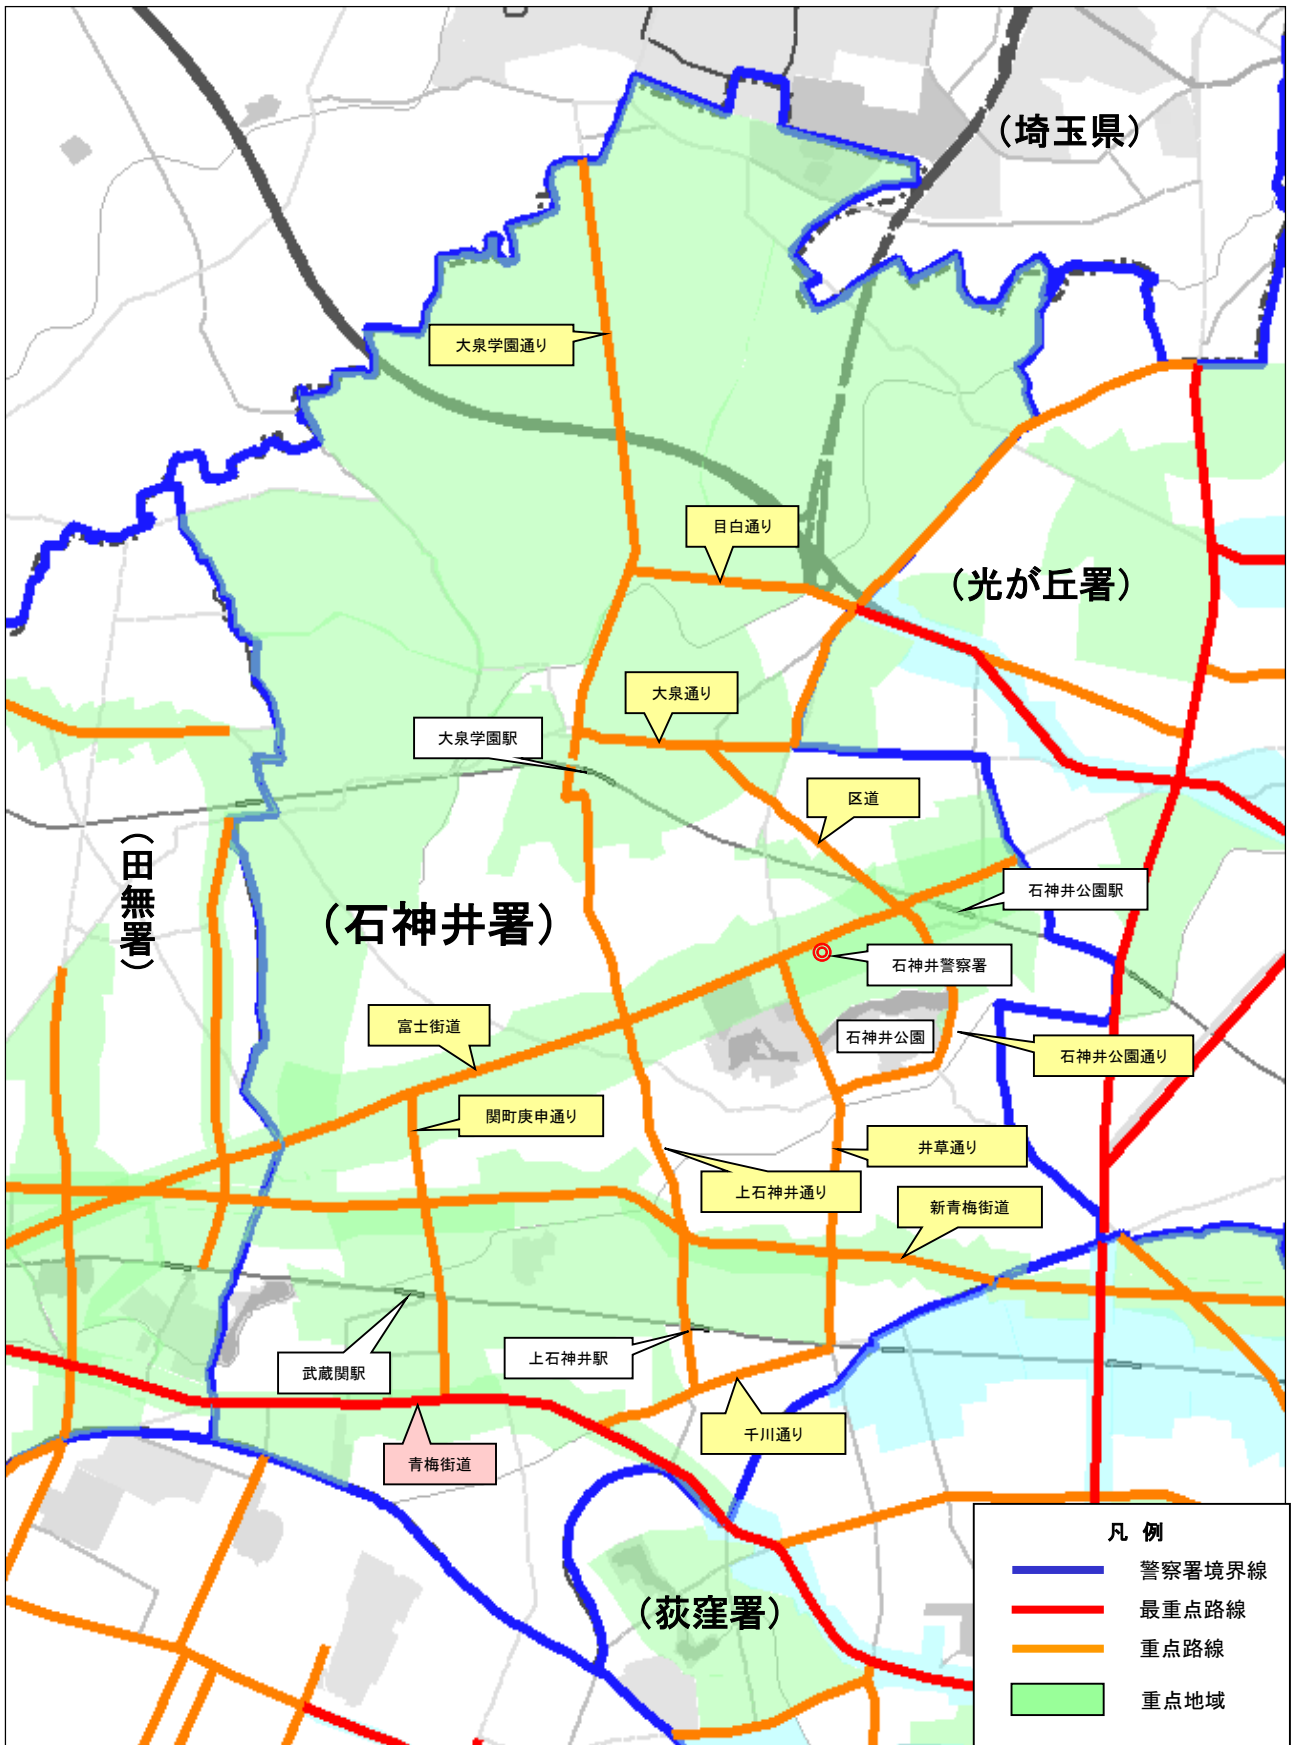 （埼玉県）
大泉学園通り
目白通り
（光が丘署）
大泉通り
大泉学園駅
区道
（田無署）
石神井公園駅
（石神井署）
石神井警察署
富士街道
石神井公園
石神井公園通り
関町庚申通り
井草通り
上石神井通り
新青梅街道
武蔵関駅
上石神井駅
千川通り
青梅街道
（荻窪署）
凡 例
警察署境界線
最重点路線
重点路線
重点地域